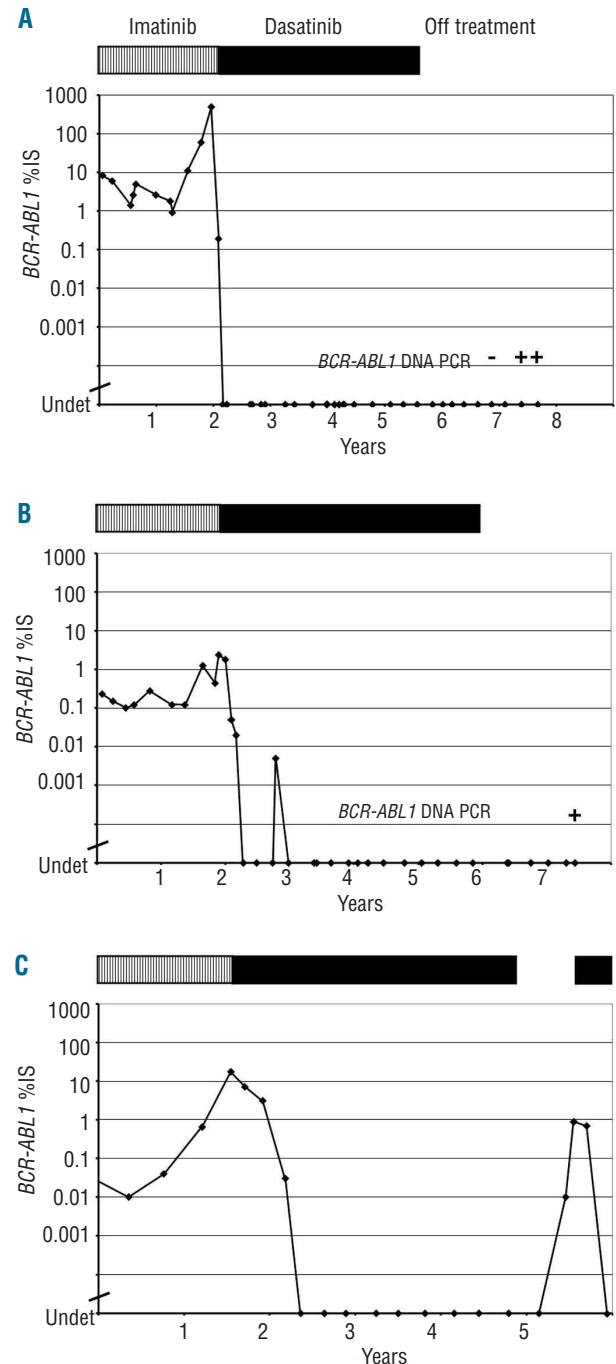 A
Imatinib Dasatinib Off treatment
BCR-ABL1 %IS
1000
100
10
1
0.1
0.01
0.001
BCR-ABL1 DNA PCR - ++
Undet
1 2 3 4 5 6 7 8
Years
B
BCR-ABL1 %IS
1000
100
10
1
0.1
0.01
0.001
BCR-ABL1 DNA PCR +
Undet
1 2 3 4 5 6 7
Years
C
BCR-ABL1 %IS
1000
100
10
1
0.1
0.01
0.001
Undet
1 2 3 4 5
Years